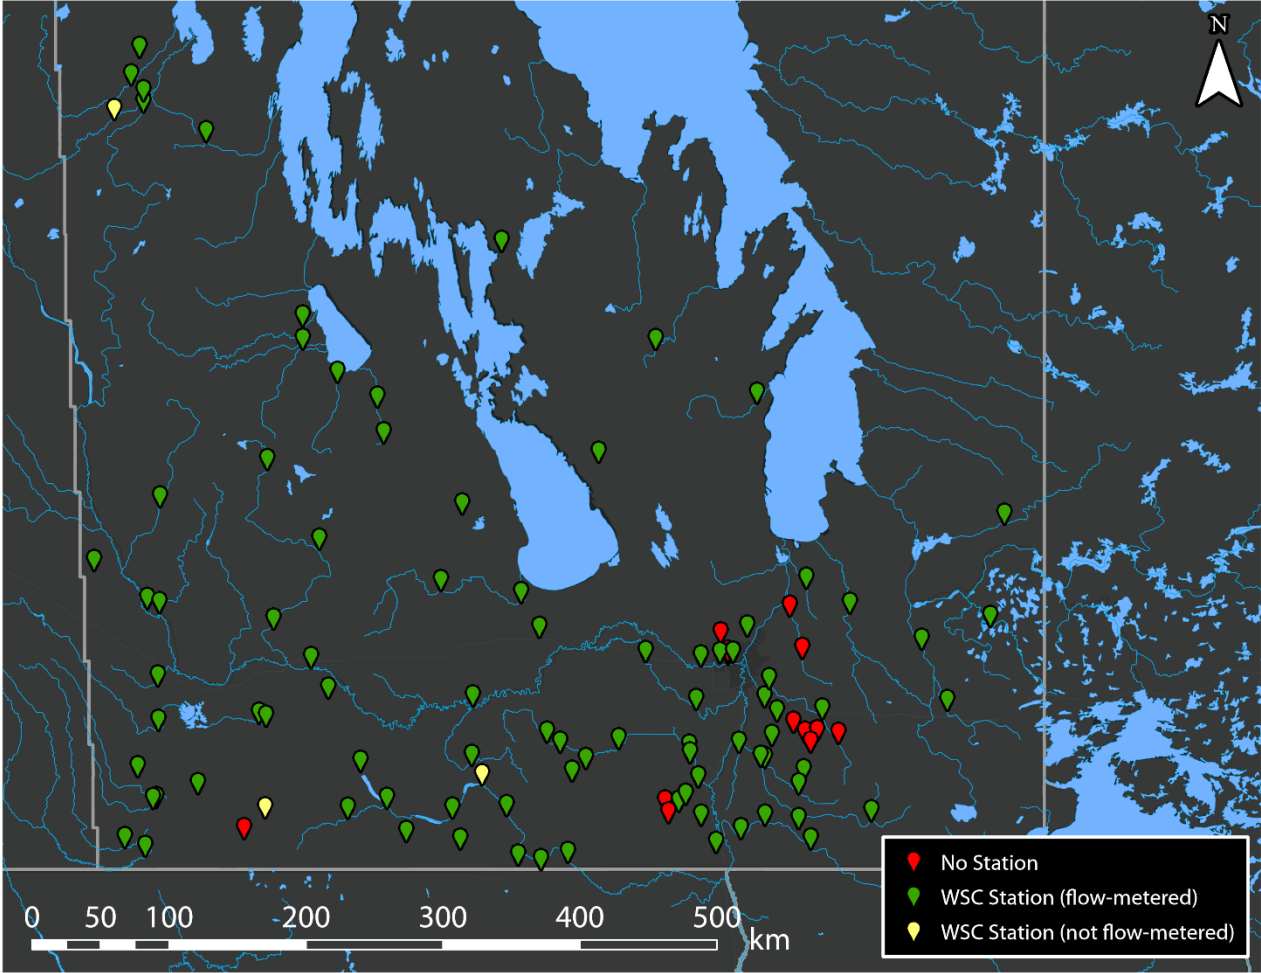 N
No Station
WSC Station (flow-metered)
WSC Station (not flow-metered)
0 50 100 200 300 400 500
km